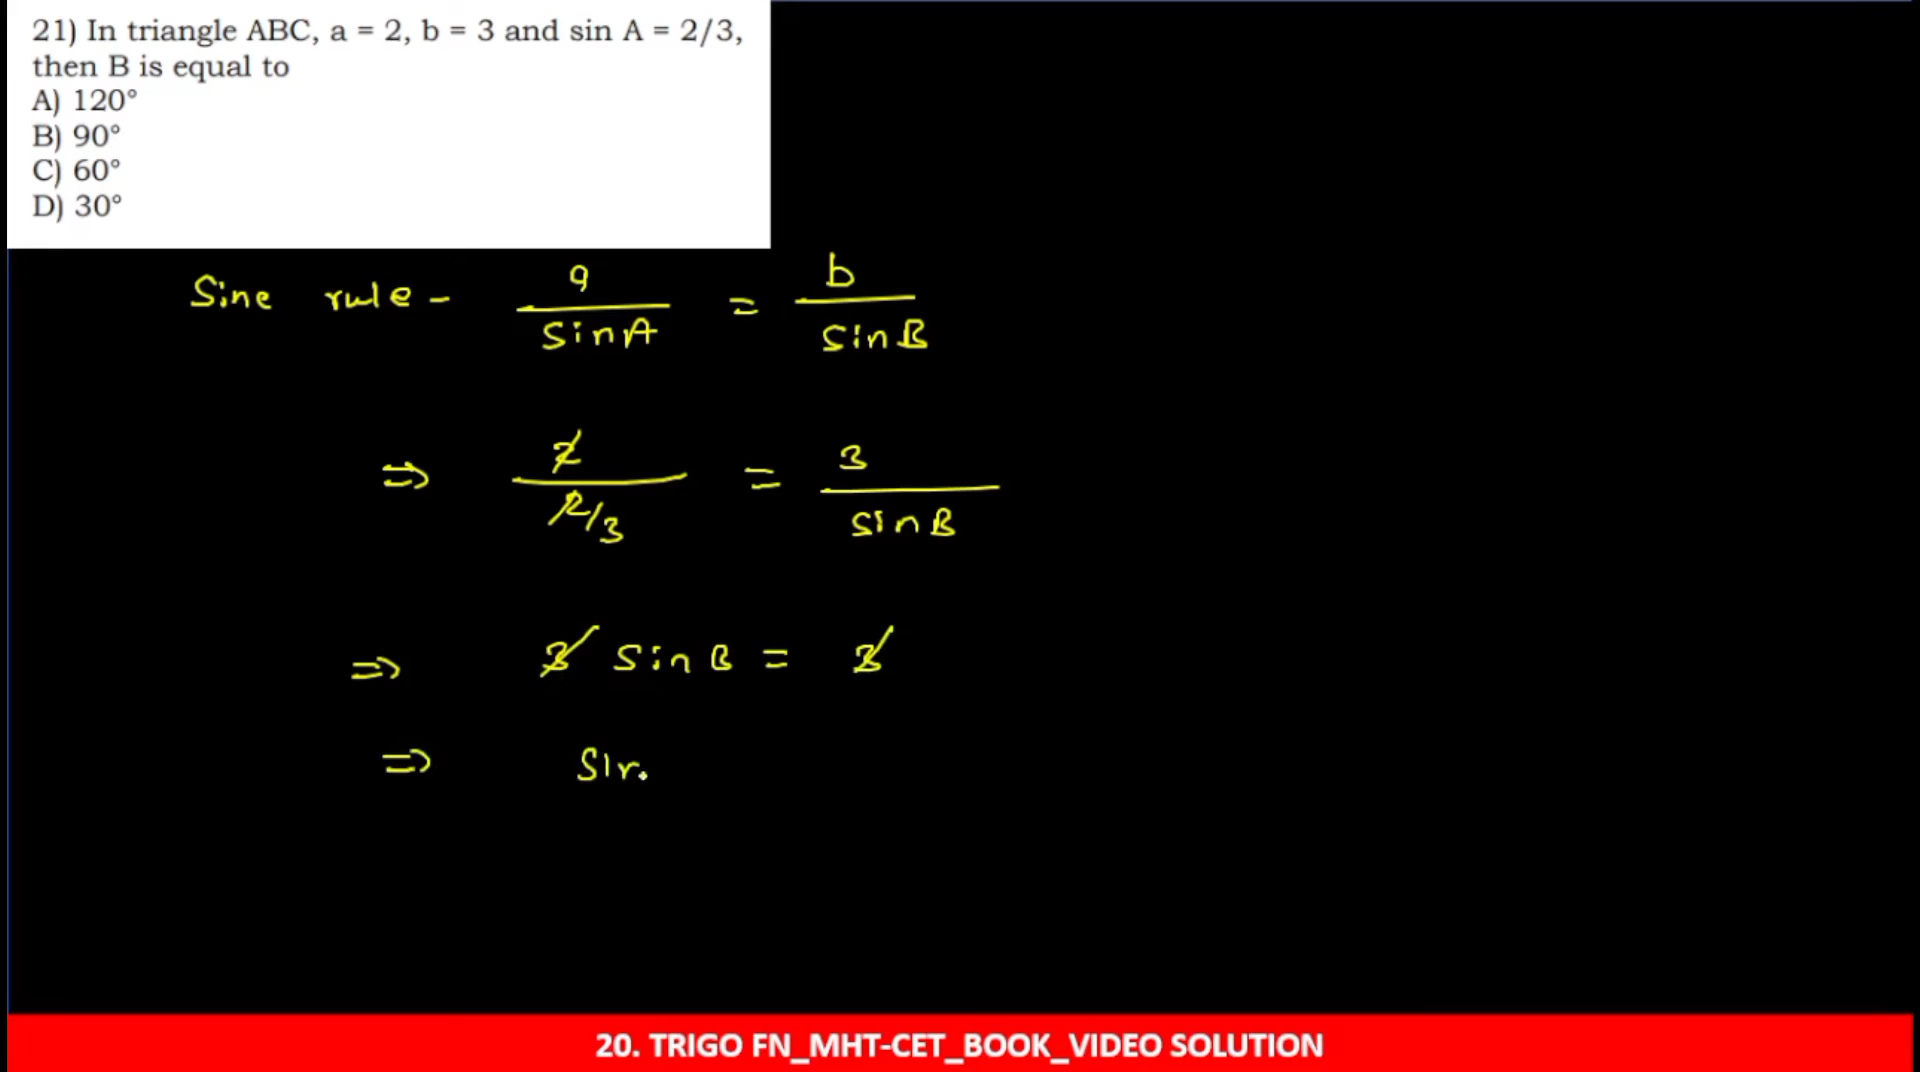 21) In triangle ABC, a = 2, b = 3 and sin A = 2/3,
then B is equal to
A) 120°
B) 90°
C) 60°
D) 30°
Sine rule - a/sinA = b/sinB
⇒ 2/(2/3) = 3/sinB
⇒ 3 sinB = 3
⇒
20. TRIGO FN_MHT-CET_BOOK_VIDEO SOLUTION